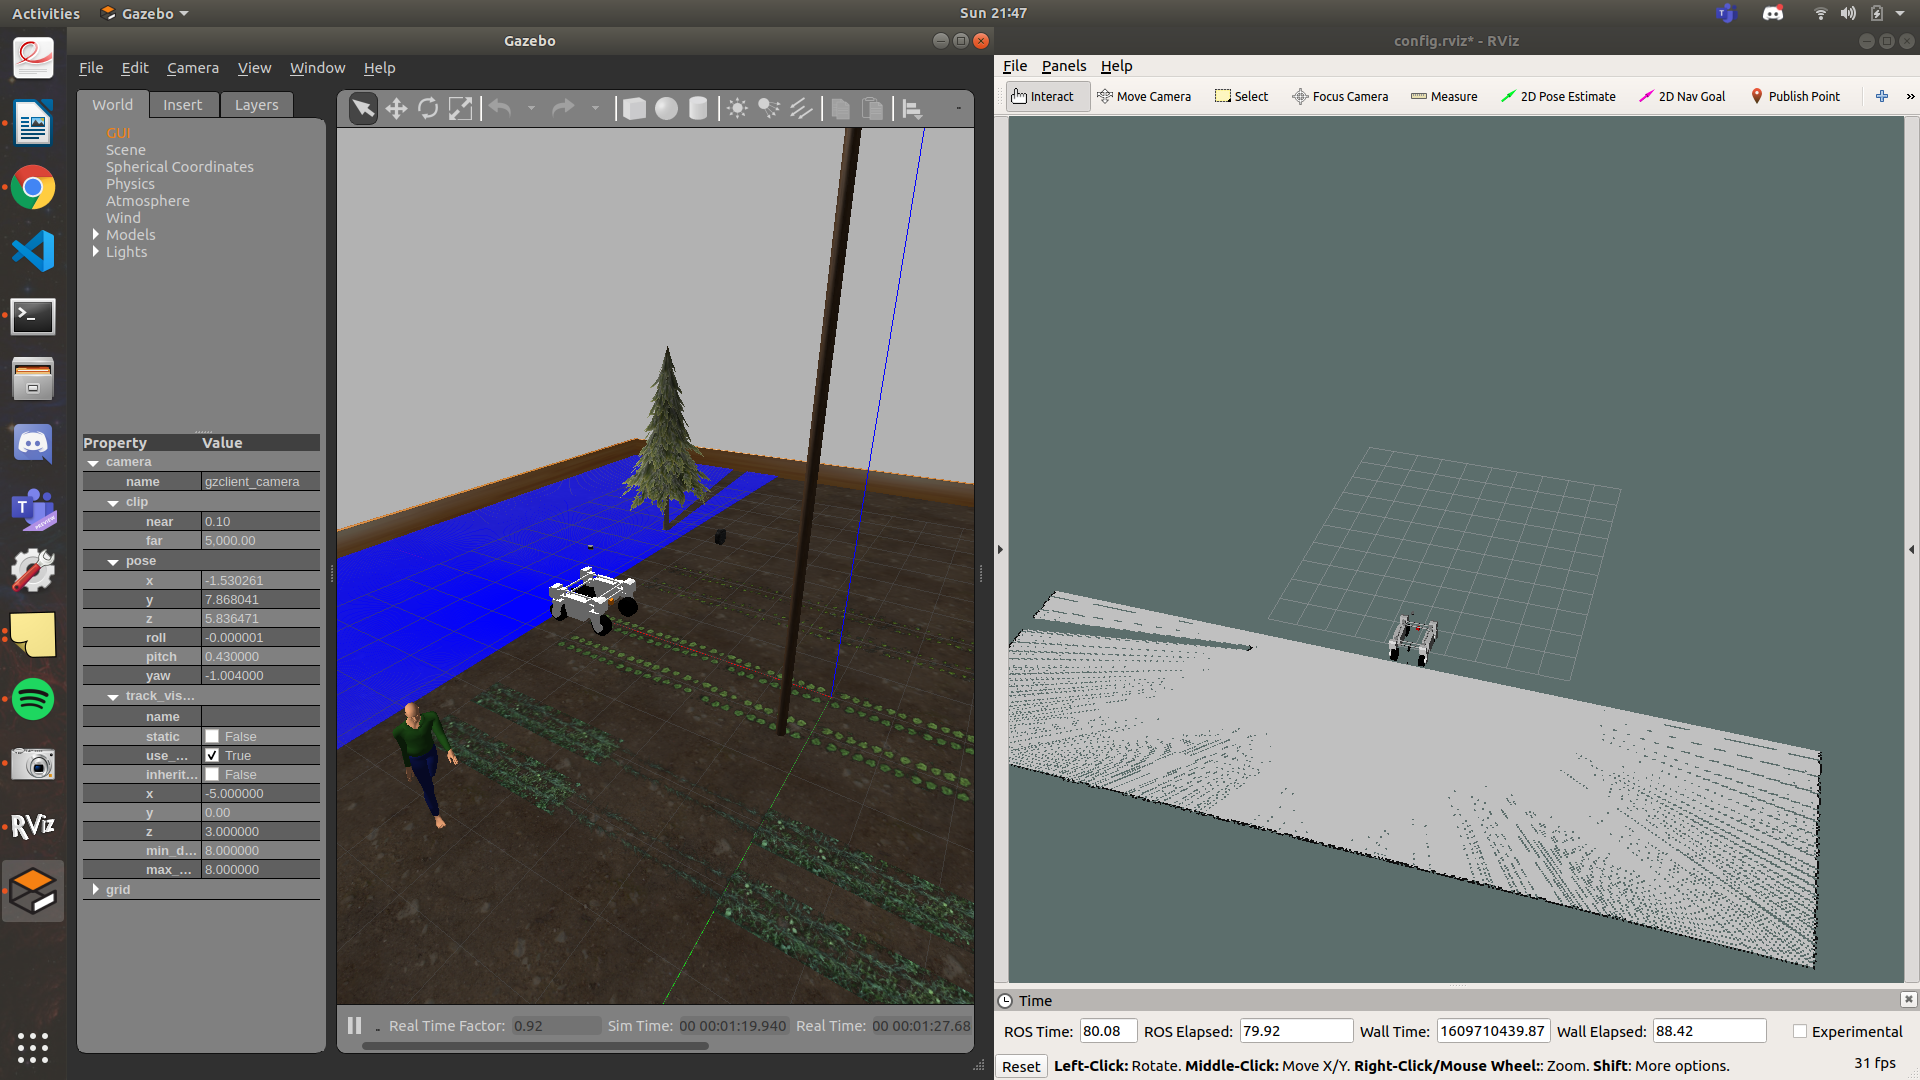 Activities
Gazebo
Sun 21:47
Gazebo
File Edit Camera View Window Help
World Insert Layers
GUI
Scene
Spherical Coordinates
Physics
Atmosphere
Wind
Models
Lights
Property Value
camera
name gzclient_camera
clip
near 0.10
far 5,000.00
pose
x -1.530261
y 7.868041
z 5.836471
roll -0.000001
pitch 0.430000
yaw -1.004000
track_vis...
name
static False
use_... True
inherit... False
x -5.000000
y 0.00
z 3.000000
min_d... 8.000000
max_... 8.000000
grid
Real Time Factor: 0.92 Sim Time: 00 00:01:19.940 Real Time: 00 00:01:27.68
config.rviz* - RViz
File Panels Help
Interact Move Camera Select Focus Camera Measure 2D Pose Estimate 2D Nav Goal Publish Point
Time
ROS Time: 80.08 ROS Elapsed: 79.92 Wall Time: 1609710439.87 Wall Elapsed: 88.42 Experimental
Reset Left-Click: Rotate. Middle-Click: Move X/Y. Right-Click/Mouse Wheel:: Zoom. Shift: More options. 31 fps
T
PREVIEW
RViz